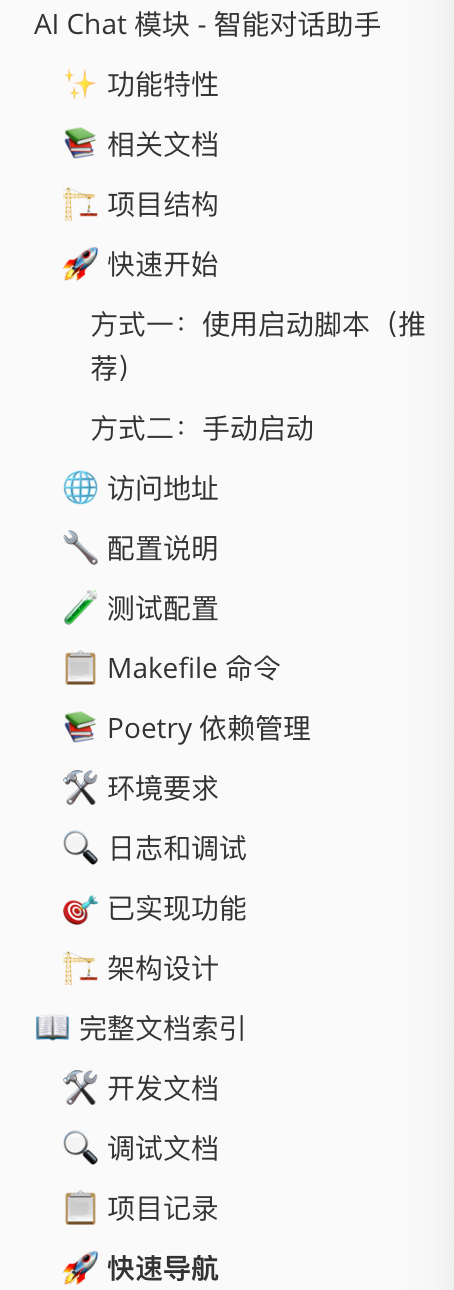 AI Chat 模块 - 智能对话助手
✨ 功能特性
📚 相关文档
🏗️ 项目结构
🚀 快速开始
方式一：使用启动脚本（推
荐）
方式二：手动启动
🌐 访问地址
🔧 配置说明
🧪 测试配置
📋 Makefile 命令
📚 Poetry 依赖管理
🛠️ 环境要求
🔍 日志和调试
🎯 已实现功能
🏗️ 架构设计
📖 完整文档索引
🛠️ 开发文档
🔍 调试文档
📋 项目记录
🚀 快速导航